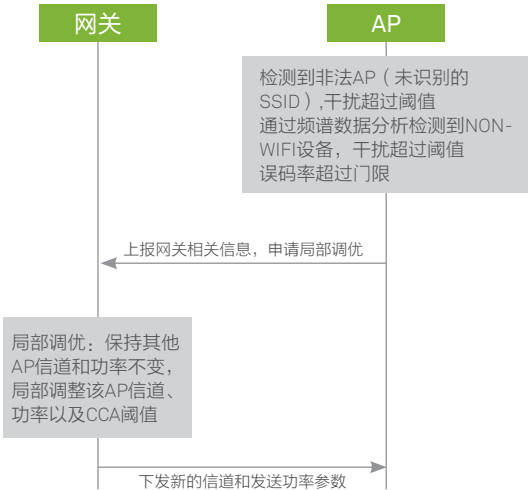 网关
AP
检测到非法AP（未识别的
SSID）,干扰超过阈值
通过频谱数据分析检测到NON-
WIFI设备，干扰超过阈值
误码率超过门限
上报网关相关信息，申请局部调优
局部调优：保持其他
AP信道和功率不变，
局部调整该AP信道、
功率以及CCA阈值
下发新的信道和发送功率参数